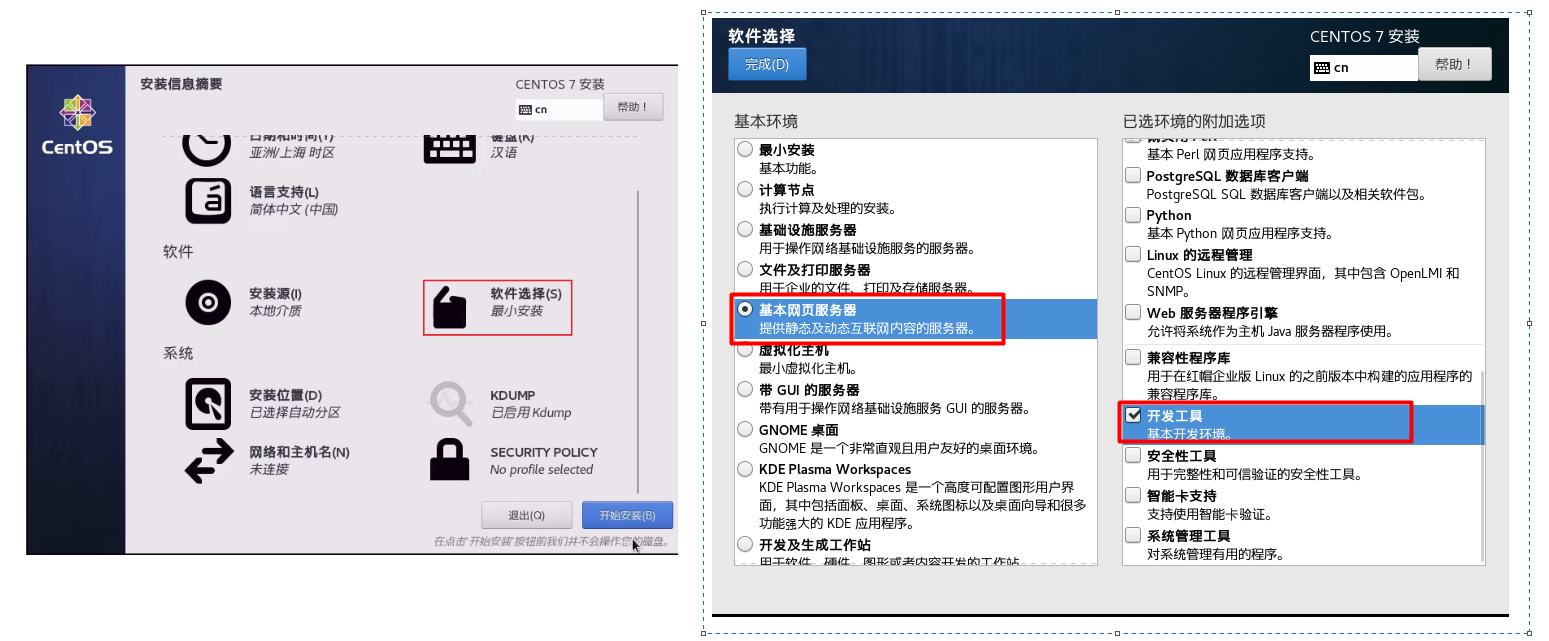 安装信息摘要
CENTOS 7 安装
cn
帮助！
CentOS
日期和时间(T)
亚洲/上海 时区
键盘(K)
汉语
语言支持(L)
简体中文 (中国)
软件
安装源(I)
本地介质
软件选择(S)
最小安装
系统
安装位置(D)
已选择自动分区
KDUMP
已启用 Kdump
网络和主机名(N)
未连接
SECURITY POLICY
No profile selected
退出(Q)
开始安装(B)
在点击'开始安装'按钮前我们并不会操作您的磁盘。
软件选择
完成(D)
CENTOS 7 安装
cn
帮助！
基本环境
最小安装
基本功能。
计算节点
执行计算及处理的安装。
基础设施服务器
用于操作网络基础设施服务的服务器。
文件及打印服务器
用于企业的文件、打印及存储服务器。
基本网页服务器
提供静态及动态互联网内容的服务器。
虚拟化主机
最小虚拟化主机。
带 GUI 的服务器
带有用于操作网络基础设施服务 GUI 的服务器。
GNOME 桌面
GNOME 是一个非常直观且用户友好的桌面环境。
KDE Plasma Workspaces
KDE Plasma Workspaces 是一个高度可配置图形用户界
面，其中包括面板、桌面、系统图标以及桌面向导和很多
功能强大的 KDE 应用程序。
开发及生成工作站
用于软件、硬件、图形或者内容开发的工作站
已选环境的附加选项
基本 Perl 网页应用程序支持。
PostgreSQL 数据库客户端
PostgreSQL SQL 数据库客户端以及相关软件包。
Python
基本 Python 网页应用程序支持。
Linux 的远程管理
CentOS Linux 的远程管理界面，其中包含 OpenLMI 和
SNMP。
Web 服务器程序引擎
允许将系统作为主机 Java 服务器程序使用。
兼容性程序库
用于在红帽企业版 Linux 的之前版本中构建的应用程序的
兼容程序库。
开发工具
基本开发环境。
安全性工具
用于完整性和可信验证的安全性工具。
智能卡支持
支持使用智能卡验证。
系统管理工具
对系统管理有用的程序。